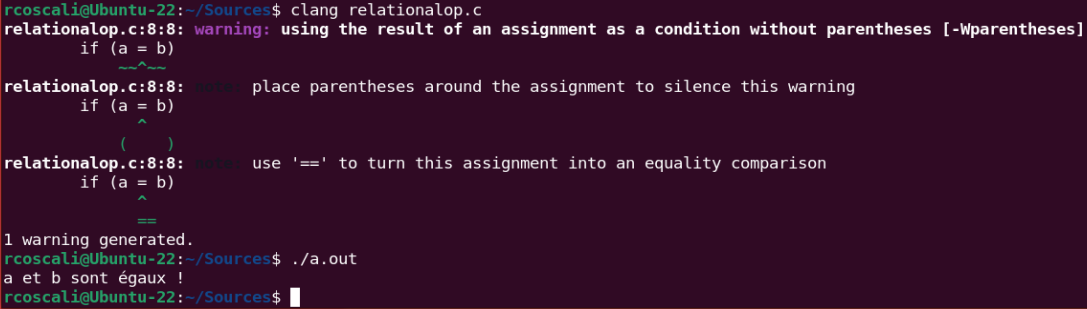 rcoscali@Ubuntu-22:~/Sources$ clang relationalop.c
relationalop.c:8:8: warning: using the result of an assignment as a condition without parentheses [-Wparentheses]
        if (a = b)
            ~~^~~
relationalop.c:8:8: note: place parentheses around the assignment to silence this warning
        if (a = b)
              ^
            (    )
relationalop.c:8:8: note: use '==' to turn this assignment into an equality comparison
        if (a = b)
              ^
              ==
1 warning generated.
rcoscali@Ubuntu-22:~/Sources$ ./a.out
a et b sont égaux !
rcoscali@Ubuntu-22:~/Sources$